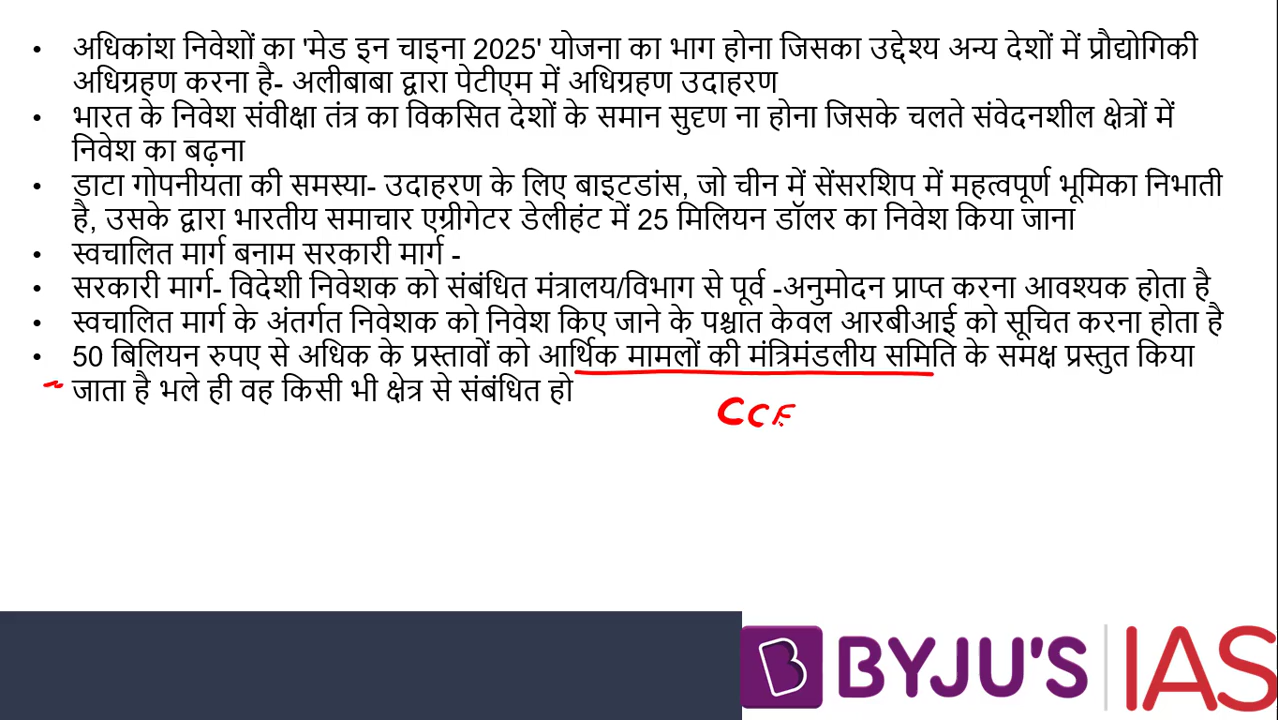 • अधिकांश निवेशों का 'मेड इन चाइना 2025' योजना का भाग होना जिसका उद्देश्य अन्य देशों में प्रौद्योगिकी
अधिग्रहण करना है- अलीबाबा द्वारा पेटीएम में अधिग्रहण उदाहरण
• भारत के निवेश संवीक्षा तंत्र का विकसित देशों के समान सुदृण ना होना जिसके चलते संवेदनशील क्षेत्रों में
निवेश का बढ़ना
• डाटा गोपनीयता की समस्या- उदाहरण के लिए बाइटडांस, जो चीन में सेंसरशिप में महत्वपूर्ण भूमिका निभाती
है, उसके द्वारा भारतीय समाचार एग्रीगेटर डेलीहंट में 25 मिलियन डॉलर का निवेश किया जाना
• स्वचालित मार्ग बनाम सरकारी मार्ग -
• सरकारी मार्ग- विदेशी निवेशक को संबंधित मंत्रालय/विभाग से पूर्व -अनुमोदन प्राप्त करना आवश्यक होता है
• स्वचालित मार्ग के अंतर्गत निवेशक को निवेश किए जाने के पश्चात केवल आरबीआई को सूचित करना होता है
• 50 बिलियन रुपए से अधिक के प्रस्तावों को आर्थिक मामलों की मंत्रिमंडलीय समिति के समक्ष प्रस्तुत किया
जाता है भले ही वह किसी भी क्षेत्र से संबंधित हो
CCE
BYJU'S IAS